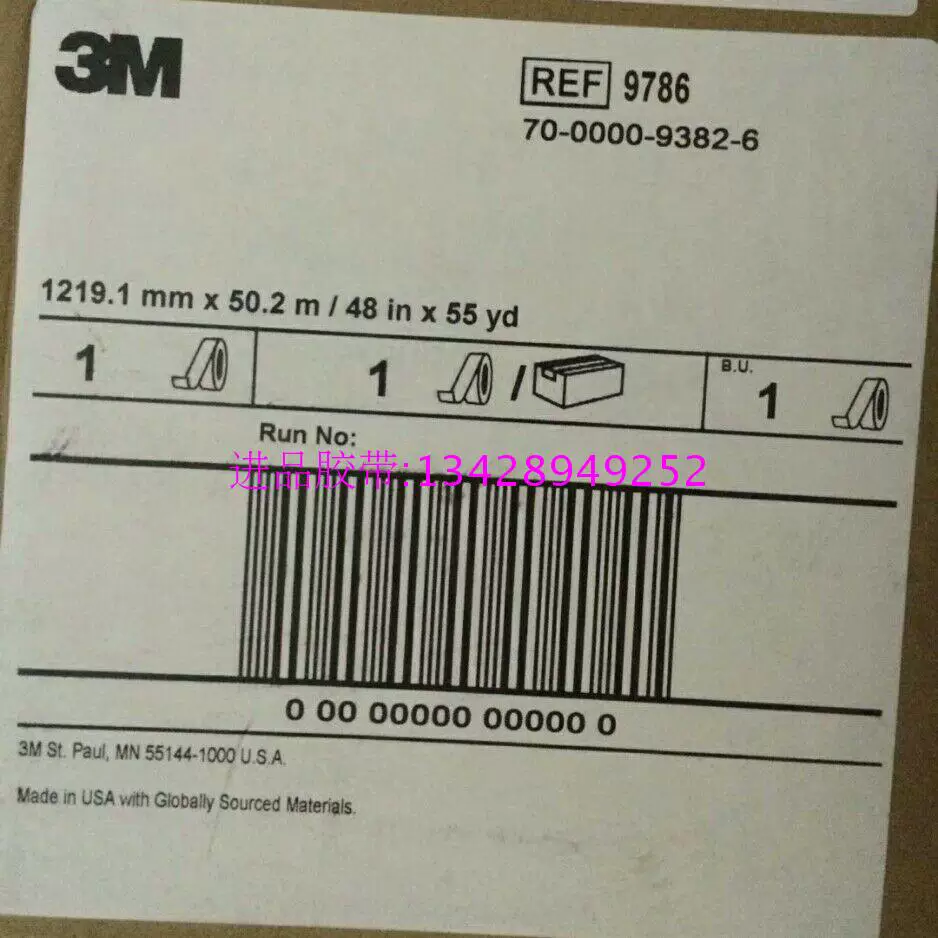 3M
REF 9786
70-0000-9382-6
1219.1 mm x 50.2 m / 48 in x 55 yd
1 1 / B.U. 1
Run No:
进品胶带:13428949252
0 00 00000 00000 0
3M St. Paul, MN 55144-1000 U.S.A.
Made in USA with Globally Sourced Materials.